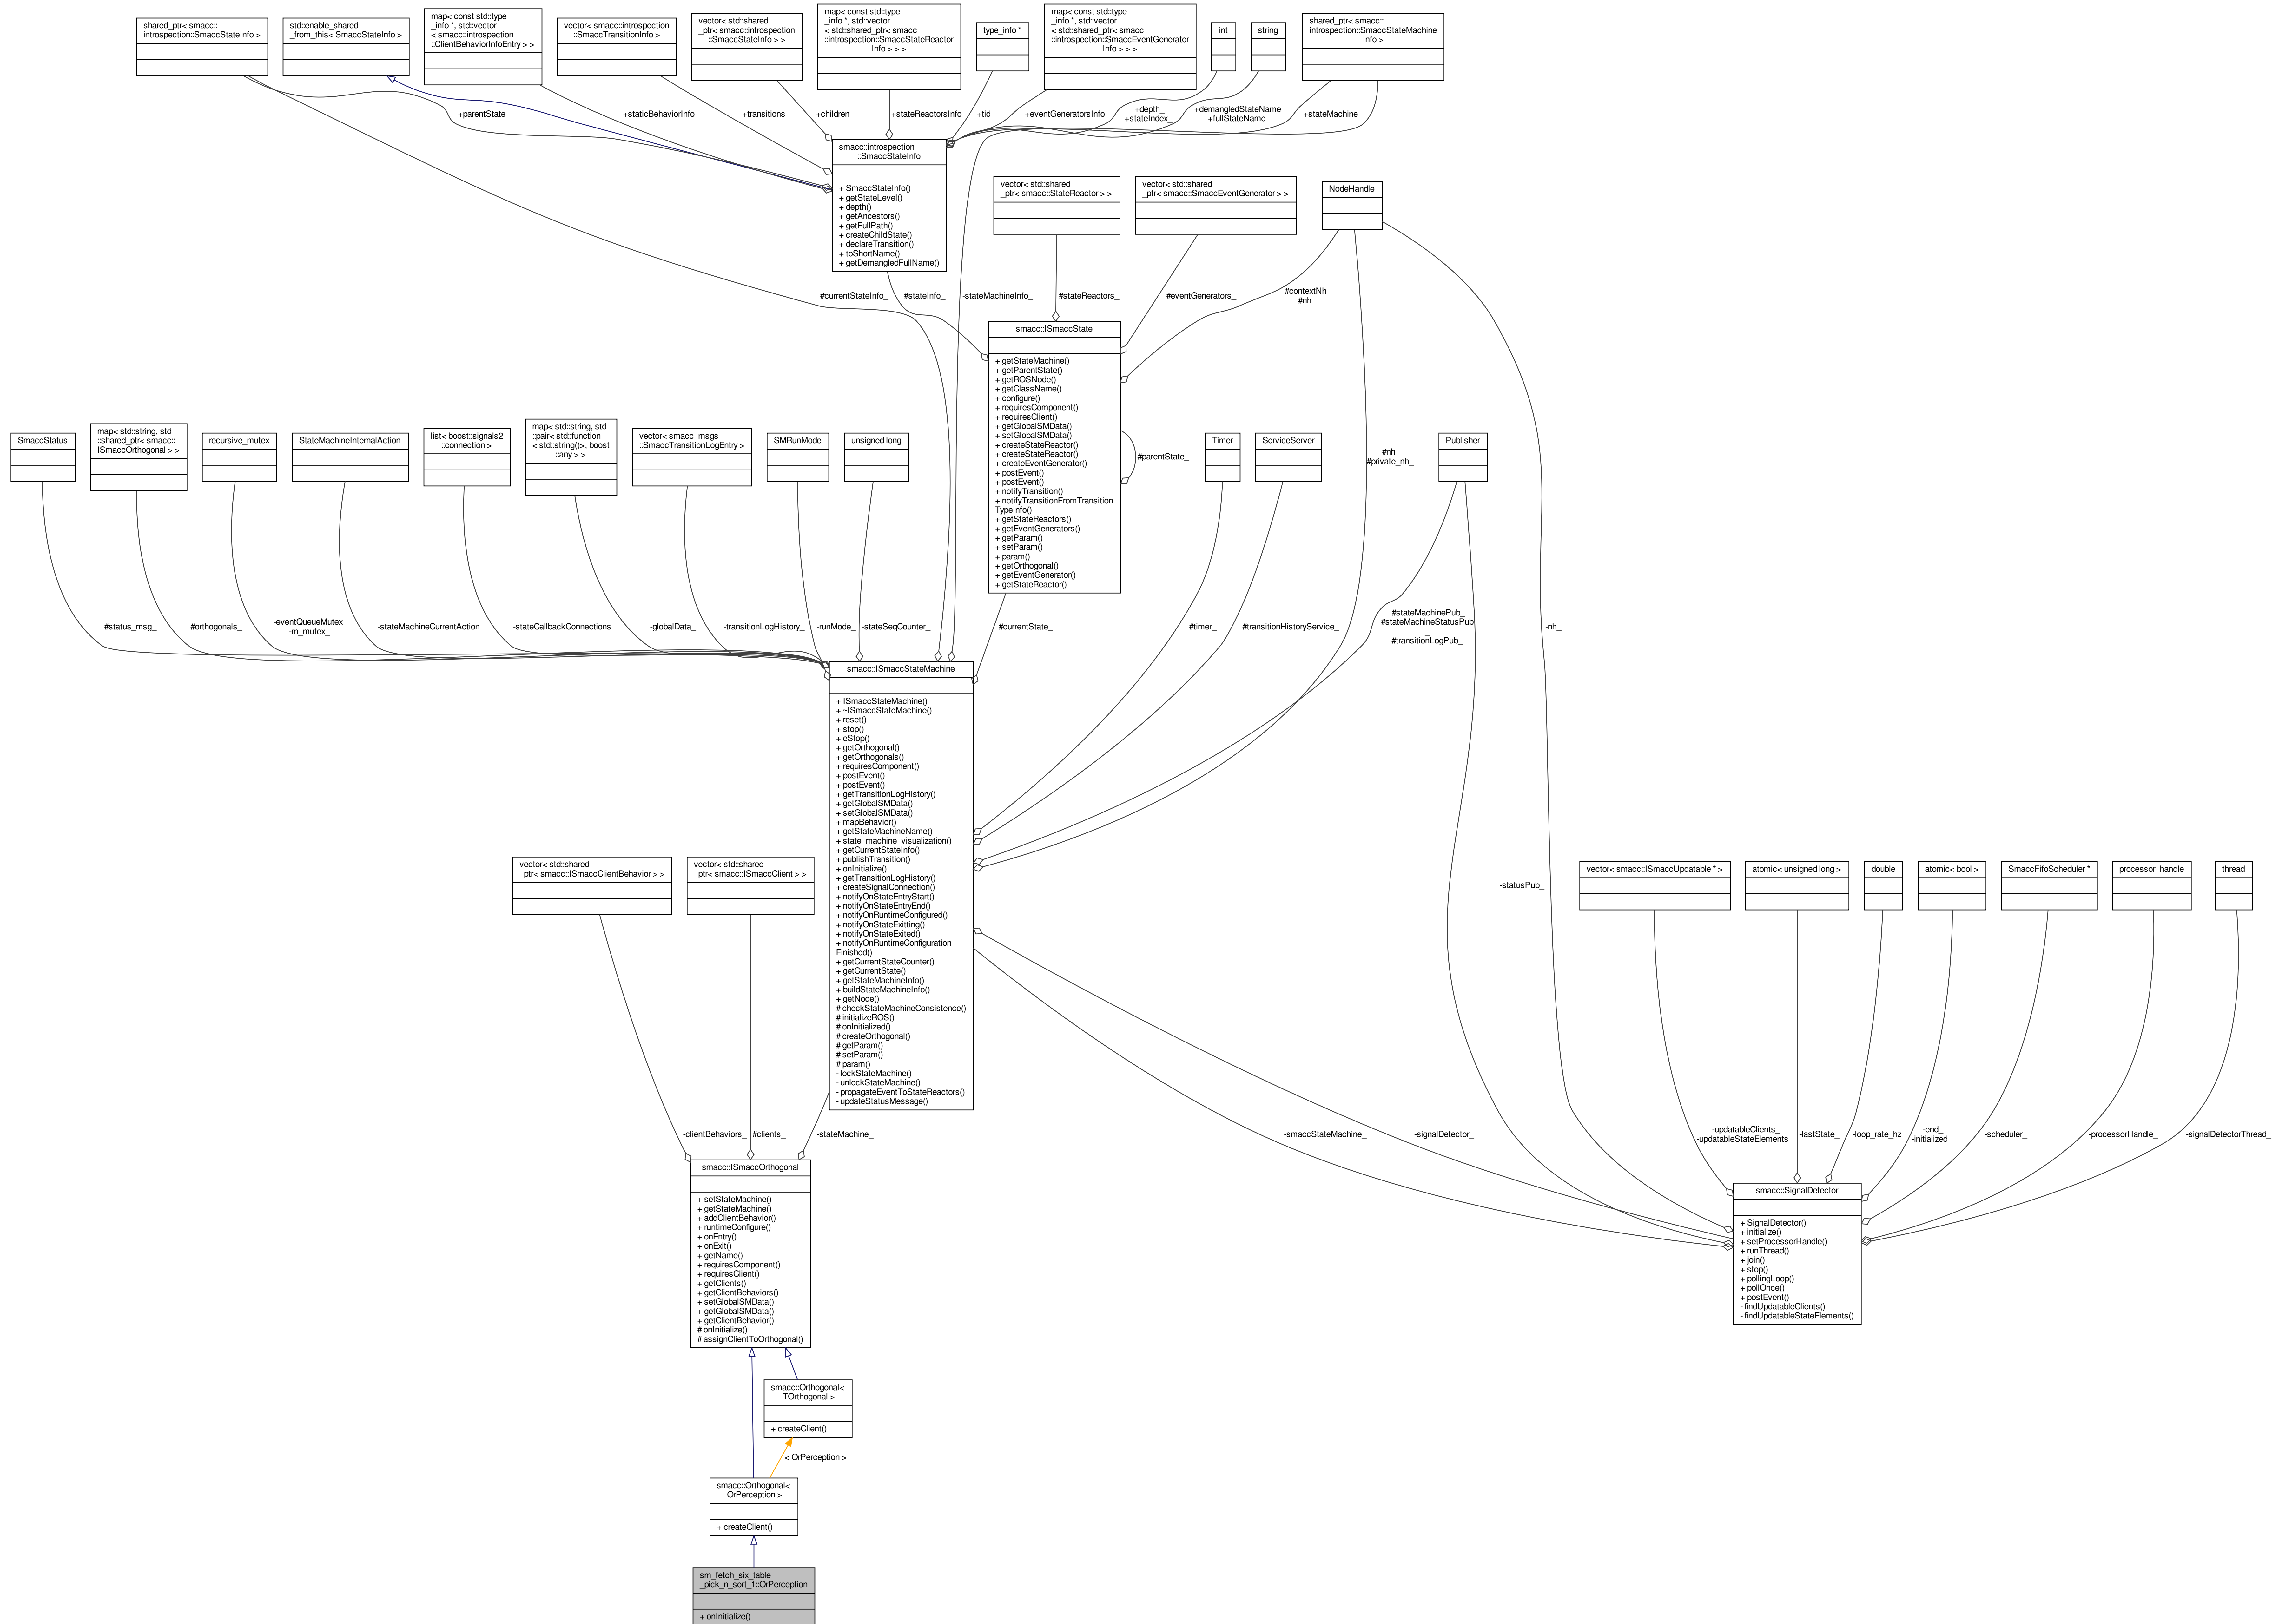 shared_ptr< smacc::
introspection::SmaccStateInfo >
std::enable_shared
_from_this< SmaccStateInfo >
map< const std::type
_info *, std::vector
< smacc::introspection
::ClientBehaviorInfoEntry > >
vector< smacc::introspection
::SmaccTransitionInfo >
vector< std::shared
_ptr< smacc::introspection
::SmaccStateInfo > >
map< const std::type
_info *, std::vector
< std::shared_ptr< smacc
::introspection::SmaccStateReactor
Info > > >
type_info *
map< const std::type
_info *, std::vector
< std::shared_ptr< smacc
::introspection::SmaccEventGenerator
Info > > >
int
string
shared_ptr< smacc::
introspection::SmaccStateMachine
Info >
+parentState_
+staticBehaviorInfo
+transitions_
+children_
+stateReactorsInfo
+tid_
+eventGeneratorsInfo
+depth_
+stateIndex_
+demangledStateName
+fullStateName
+stateMachine_
smacc::introspection
::SmaccStateInfo
+ SmaccStateInfo()
+ getStateLevel()
+ depth()
+ getAncestors()
+ getFullPath()
+ createChildState()
+ declareTransition()
+ toShortName()
+ getDemangledFullName()
vector< std::shared
_ptr< smacc::StateReactor > >
vector< std::shared
_ptr< smacc::SmaccEventGenerator > >
NodeHandle
#currentStateInfo_
#stateInfo_
-stateMachineInfo_
#stateReactors_
#eventGenerators_
#contextNh
#nh
smacc::ISmaccState
+ getStateMachine()
+ getParentState()
+ getROSNode()
+ getClassName()
+ configure()
+ requiresComponent()
+ requiresClient()
+ getGlobalSMData()
+ setGlobalSMData()
+ createStateReactor()
+ createStateReactor()
+ createEventGenerator()
+ postEvent()
+ postEvent()
+ notifyTransition()
+ notifyTransitionFromTransition
TypeInfo()
+ getStateReactors()
+ getEventGenerators()
+ getParam()
+ setParam()
+ param()
+ getOrthogonal()
+ getEventGenerator()
+ getStateReactor()
#parentState_
SmaccStatus
map< std::string, std
::shared_ptr< smacc::
ISmaccOrthogonal > >
recursive_mutex
StateMachineInternalAction
list< boost::signals2
::connection >
map< std::string, std
::pair< std::function
< std::string()>, boost
::any > >
vector< smacc_msgs
::SmaccTransitionLogEntry >
SMRunMode
unsigned long
Timer
ServiceServer
Publisher
#nh_
#private_nh_
#status_msg_
#orthogonals_
-eventQueueMutex_
-m_mutex_
-stateMachineCurrentAction
-stateCallbackConnections
-globalData_
-transitionLogHistory_
-runMode_
-stateSeqCounter_
#currentState_
#timer_
#transitionHistoryService_
#stateMachinePub_
#stateMachineStatusPub
_
#transitionLogPub_
-nh_
smacc::ISmaccStateMachine
+ ISmaccStateMachine()
+ ~ISmaccStateMachine()
+ reset()
+ stop()
+ eStop()
+ getOrthogonal()
+ getOrthogonals()
+ requiresComponent()
+ postEvent()
+ postEvent()
+ getTransitionLogHistory()
+ getGlobalSMData()
+ setGlobalSMData()
+ mapBehavior()
+ getStateMachineName()
+ state_machine_visualization()
+ getCurrentStateInfo()
+ publishTransition()
+ onInitialize()
+ getTransitionLogHistory()
+ createSignalConnection()
+ notifyOnStateEntryStart()
+ notifyOnStateEntryEnd()
+ notifyOnRuntimeConfigured()
+ notifyOnStateExitting()
+ notifyOnStateExited()
+ notifyOnRuntimeConfiguration
Finished()
+ getCurrentStateCounter()
+ getCurrentState()
+ getStateMachineInfo()
+ buildStateMachineInfo()
+ getNode()
# checkStateMachineConsistence()
# initializeROS()
# onInitialized()
# createOrthogonal()
# getParam()
# setParam()
# param()
- lockStateMachine()
- unlockStateMachine()
- propagateEventToStateReactors()
- updateStatusMessage()
vector< std::shared
_ptr< smacc::ISmaccClientBehavior > >
vector< std::shared
_ptr< smacc::ISmaccClient > >
-statusPub_
vector< smacc::ISmaccUpdatable * >
atomic< unsigned long >
double
atomic< bool >
SmaccFifoScheduler *
processor_handle
thread
-clientBehaviors_
#clients_
-stateMachine_
-smaccStateMachine_
-signalDetector_
-updatableClients_
-updatableStateElements_
-lastState_
-loop_rate_hz
-end_
-initialized_
-scheduler_
-processorHandle_
-signalDetectorThread_
smacc::ISmaccOrthogonal
+ setStateMachine()
+ getStateMachine()
+ addClientBehavior()
+ runtimeConfigure()
+ onEntry()
+ onExit()
+ getName()
+ requiresComponent()
+ requiresClient()
+ getClients()
+ getClientBehaviors()
+ setGlobalSMData()
+ getGlobalSMData()
+ getClientBehavior()
# onInitialize()
# assignClientToOrthogonal()
smacc::SignalDetector
+ SignalDetector()
+ initialize()
+ setProcessorHandle()
+ runThread()
+ join()
+ stop()
+ pollingLoop()
+ pollOnce()
+ postEvent()
- findUpdatableClients()
- findUpdatableStateElements()
smacc::Orthogonal<
TOrthogonal >
+ createClient()
< OrPerception >
smacc::Orthogonal<
OrPerception >
+ createClient()
sm_fetch_six_table
_pick_n_sort_1::OrPerception
+ onInitialize()